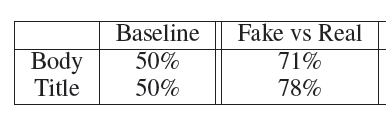 Baseline Fake vs Real
Body 50% 71%
Title 50% 78%